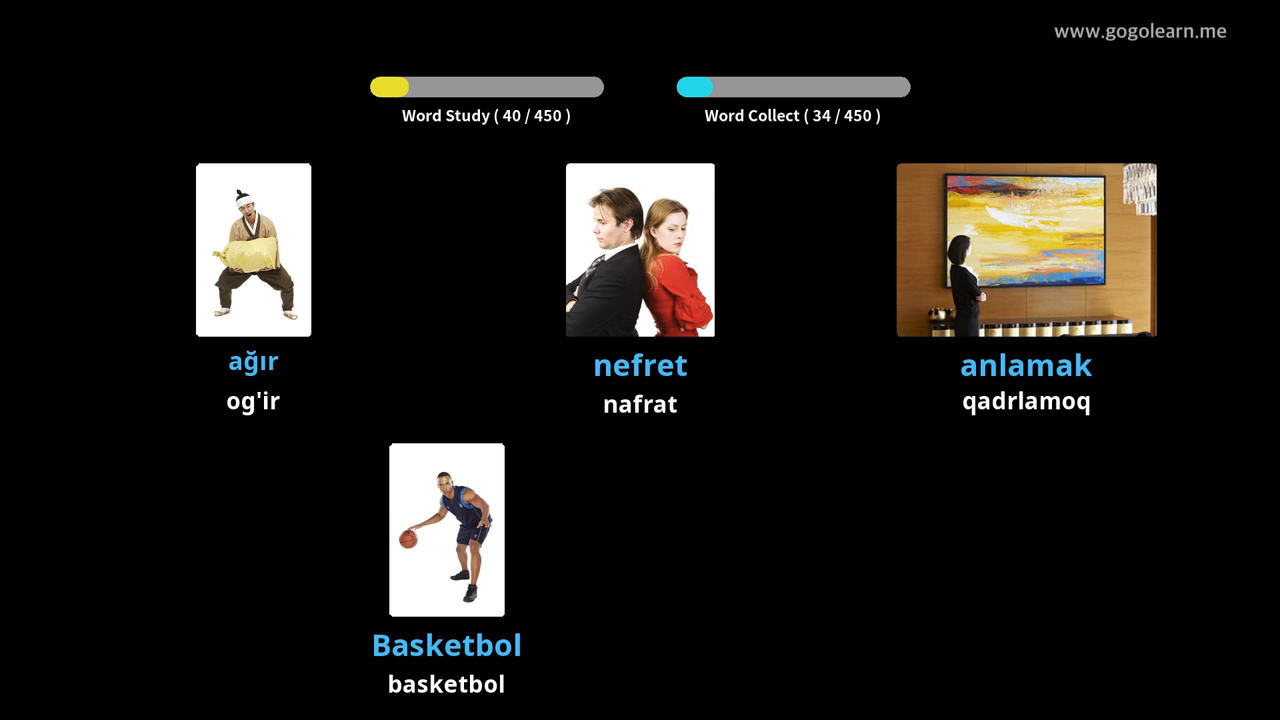 www.gogolearn.me
Word Study ( 40 / 450 )
Word Collect ( 34 / 450 )
ağır
og'ir
nefret
nafrat
anlamak
qadrlamoq
Basketbol
basketbol